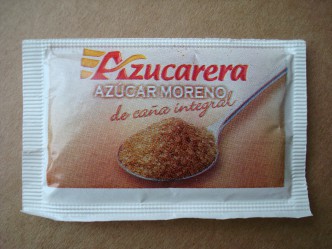 Azucarera
AZÚCAR MORENO
de caña integral